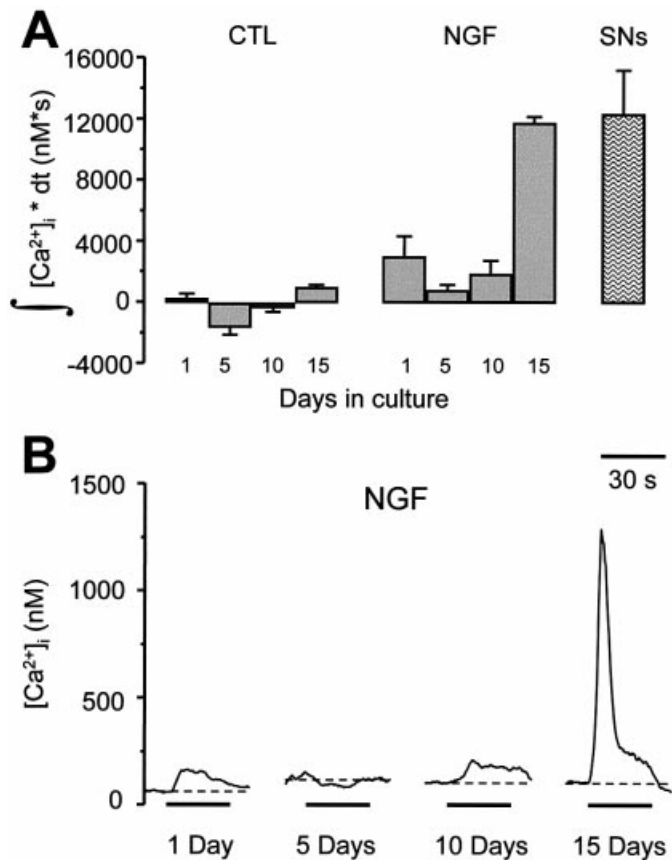 A
CTL NGF SNs
∫ [Ca²⁺]ᵢ * dt (nM*s)
16000
12000
8000
4000
0
-4000
1 5 10 15 1 5 10 15
Days in culture
B
30 s
NGF
[Ca²⁺]ᵢ (nM)
1500
1000
500
0
1 Day 5 Days 10 Days 15 Days